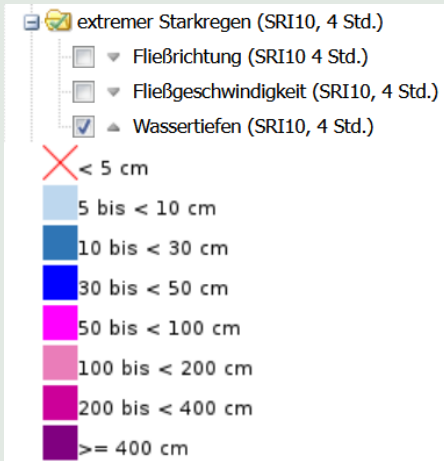 extremer Starkregen (SRI10, 4 Std.)
Fließrichtung (SRI10 4 Std.)
Fließgeschwindigkeit (SRI10, 4 Std.)
Wassertiefen (SRI10, 4 Std.)
< 5 cm
5 bis < 10 cm
10 bis < 30 cm
30 bis < 50 cm
50 bis < 100 cm
100 bis < 200 cm
200 bis < 400 cm
>= 400 cm